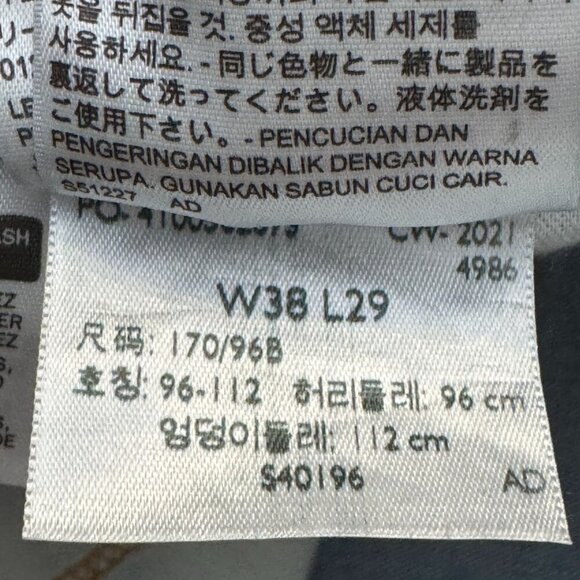 옷을 뒤집을 것. 중성 액체 세제를
사용하세요. - 同じ色物と一緒に製品を
裏返して洗ってください。液体洗剤を
ご使用下さい。- PENCUCIAN DAN
PENGERINGAN DIBALIK DENGAN WARNA
SERUPA. GUNAKAN SABUN CUCI CAIR.
S51227 AD
CW- 2021
4986
W38 L29
尺码: 170/96B
호칭: 96-112 허리둘레: 96 cm
엉덩이둘레: 112 cm
S40196 AD